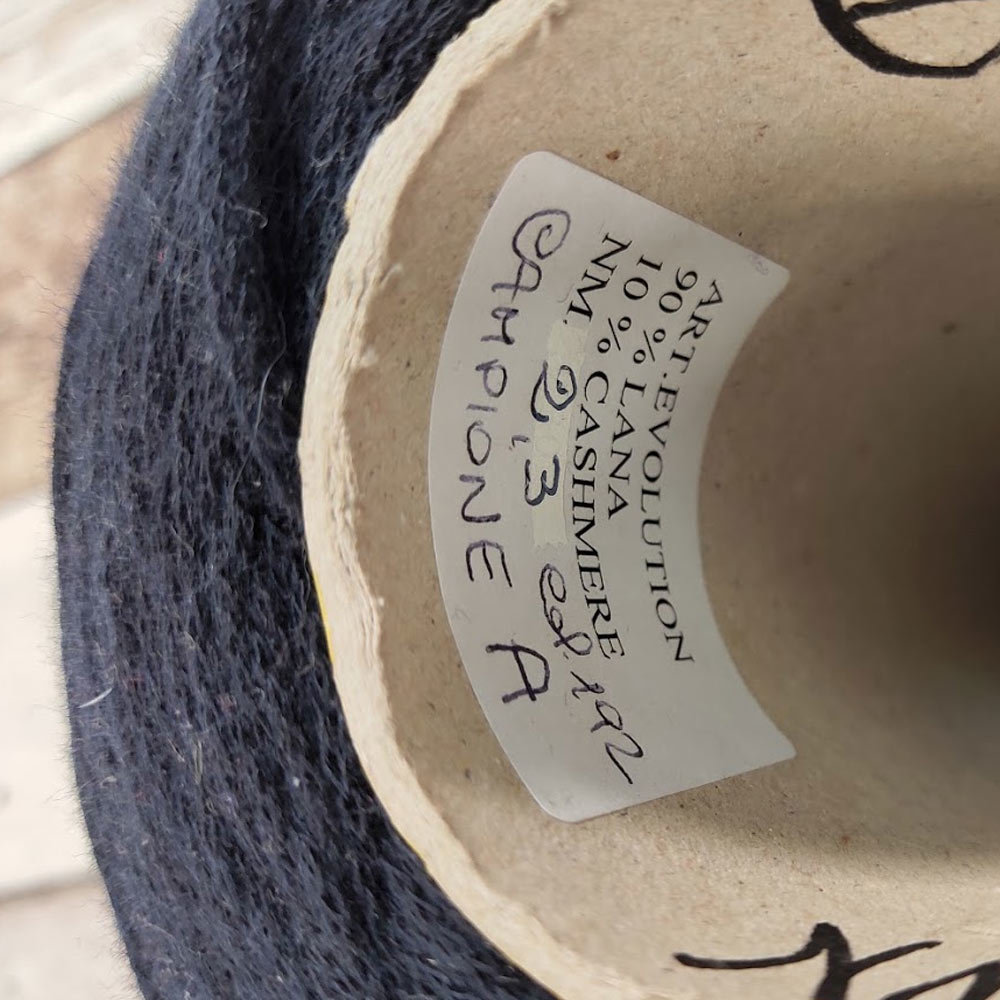 ART.EVOLUTION
90 % LANA
10 % CASHMERE
NM. 2,3 col. 192
CAMPIONE A